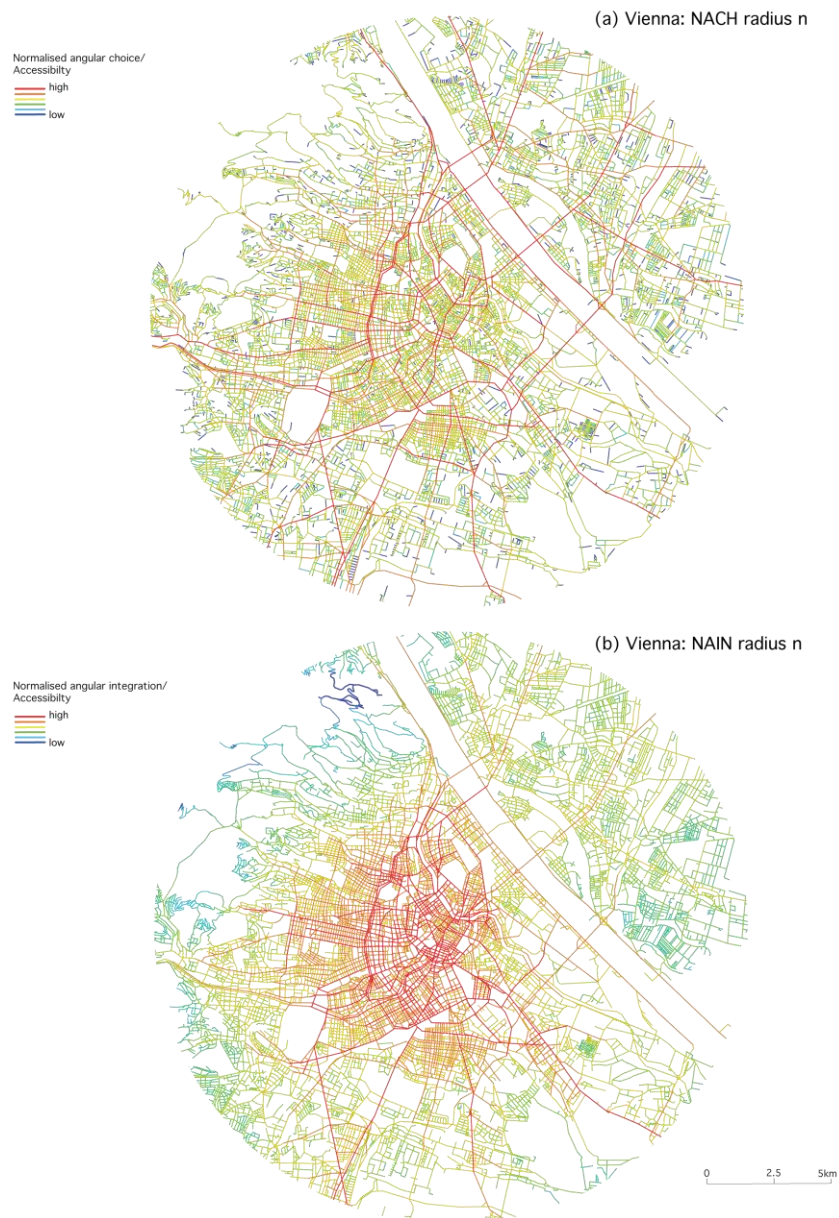 (a) Vienna: NACH radius n
Normalised angular choice/
Accessibilty
high
low
(b) Vienna: NAIN radius n
Normalised angular integration/
Accessibilty
high
low
0 2.5 5km